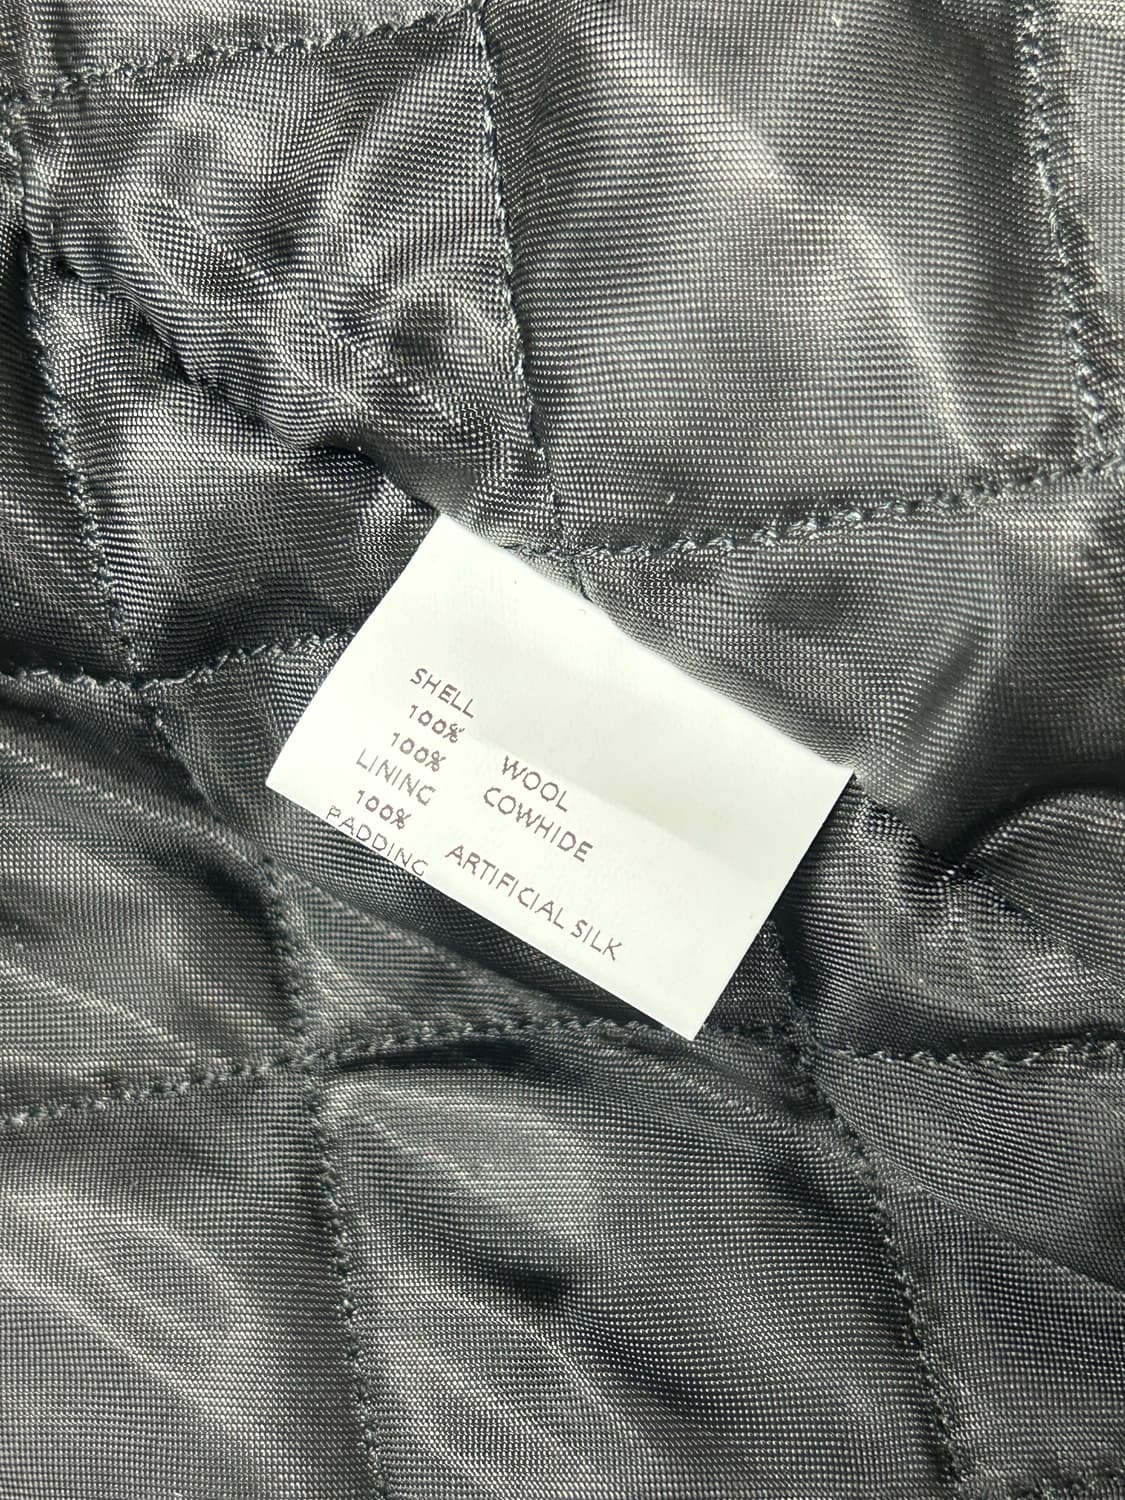 SHELL
100% WOOL
100% COWHIDE
LINING
100% ARTIFICIAL SILK
PADDING